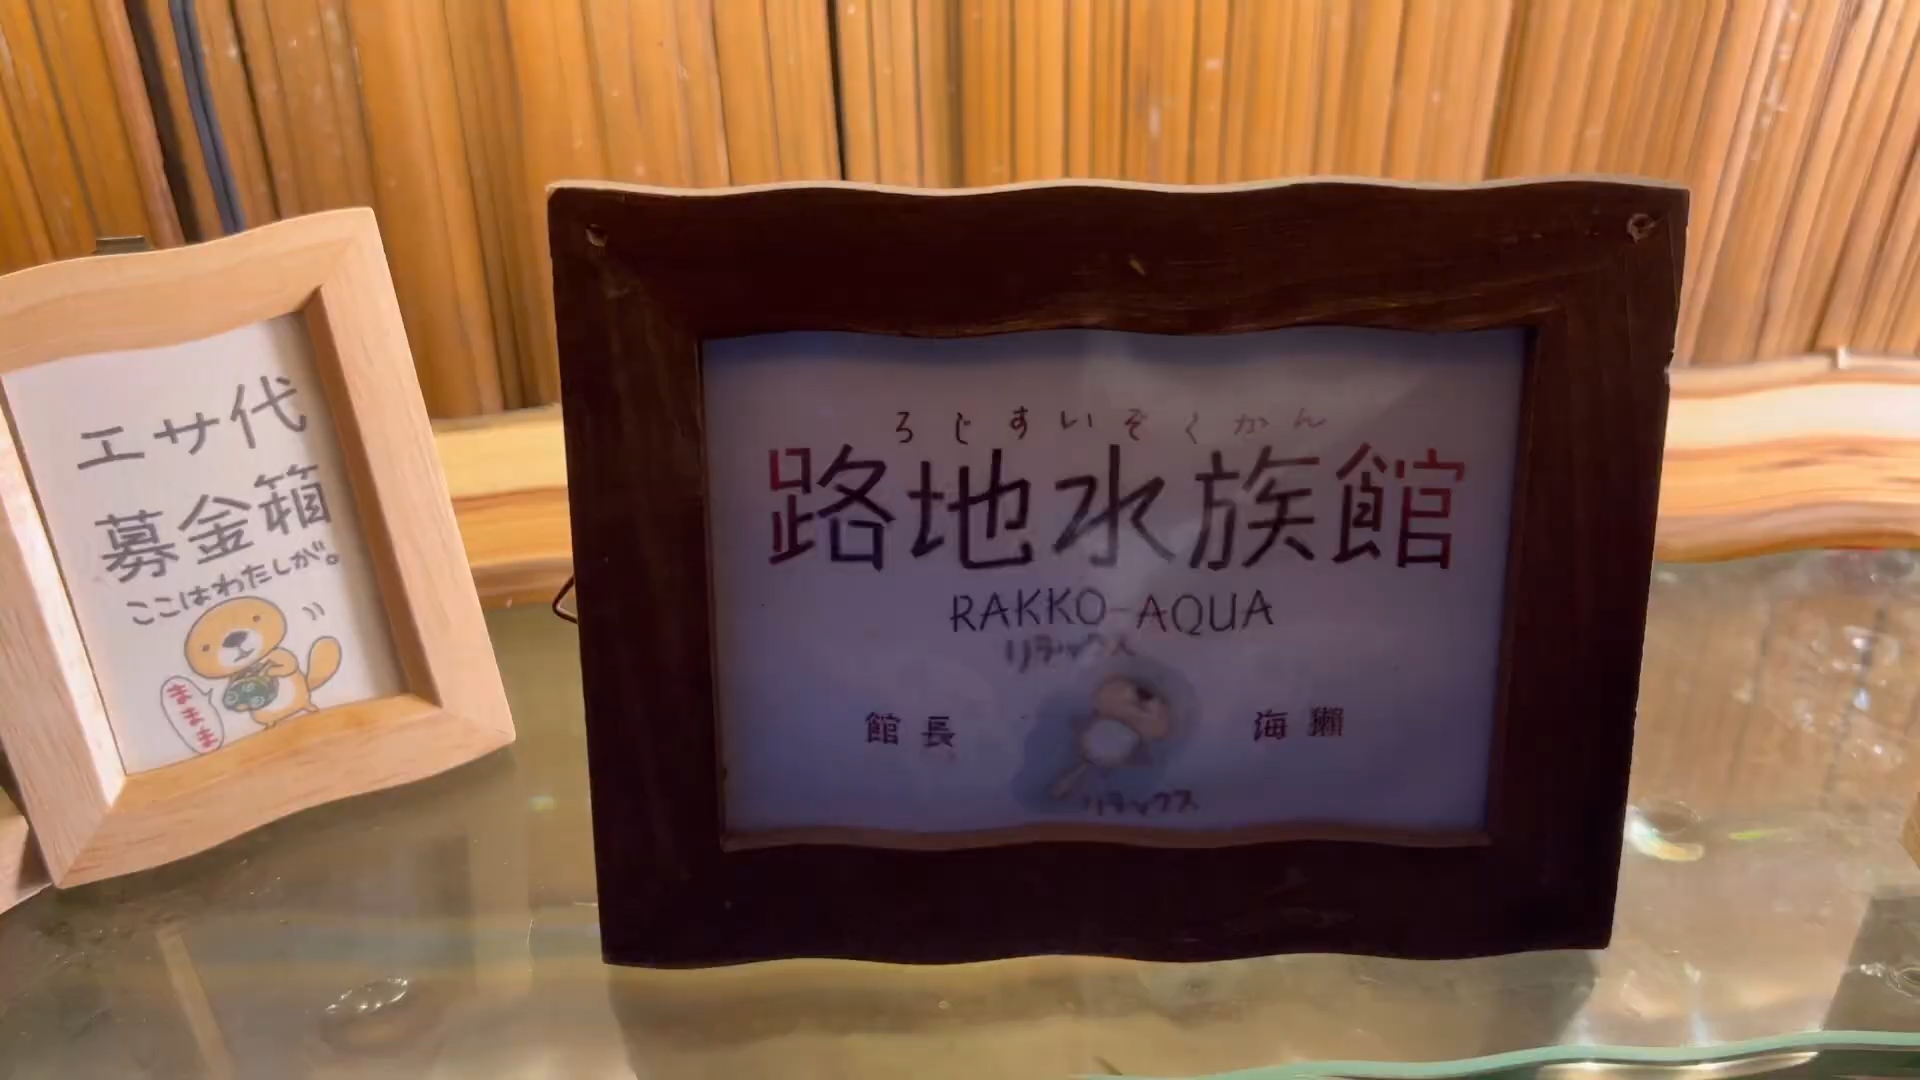 エサ代
募金箱
ここはわたしが。
ままま
ろじすいぞくかん
路地水族館
RAKKO-AQUA
リラックス
館長
海獺
リラックス